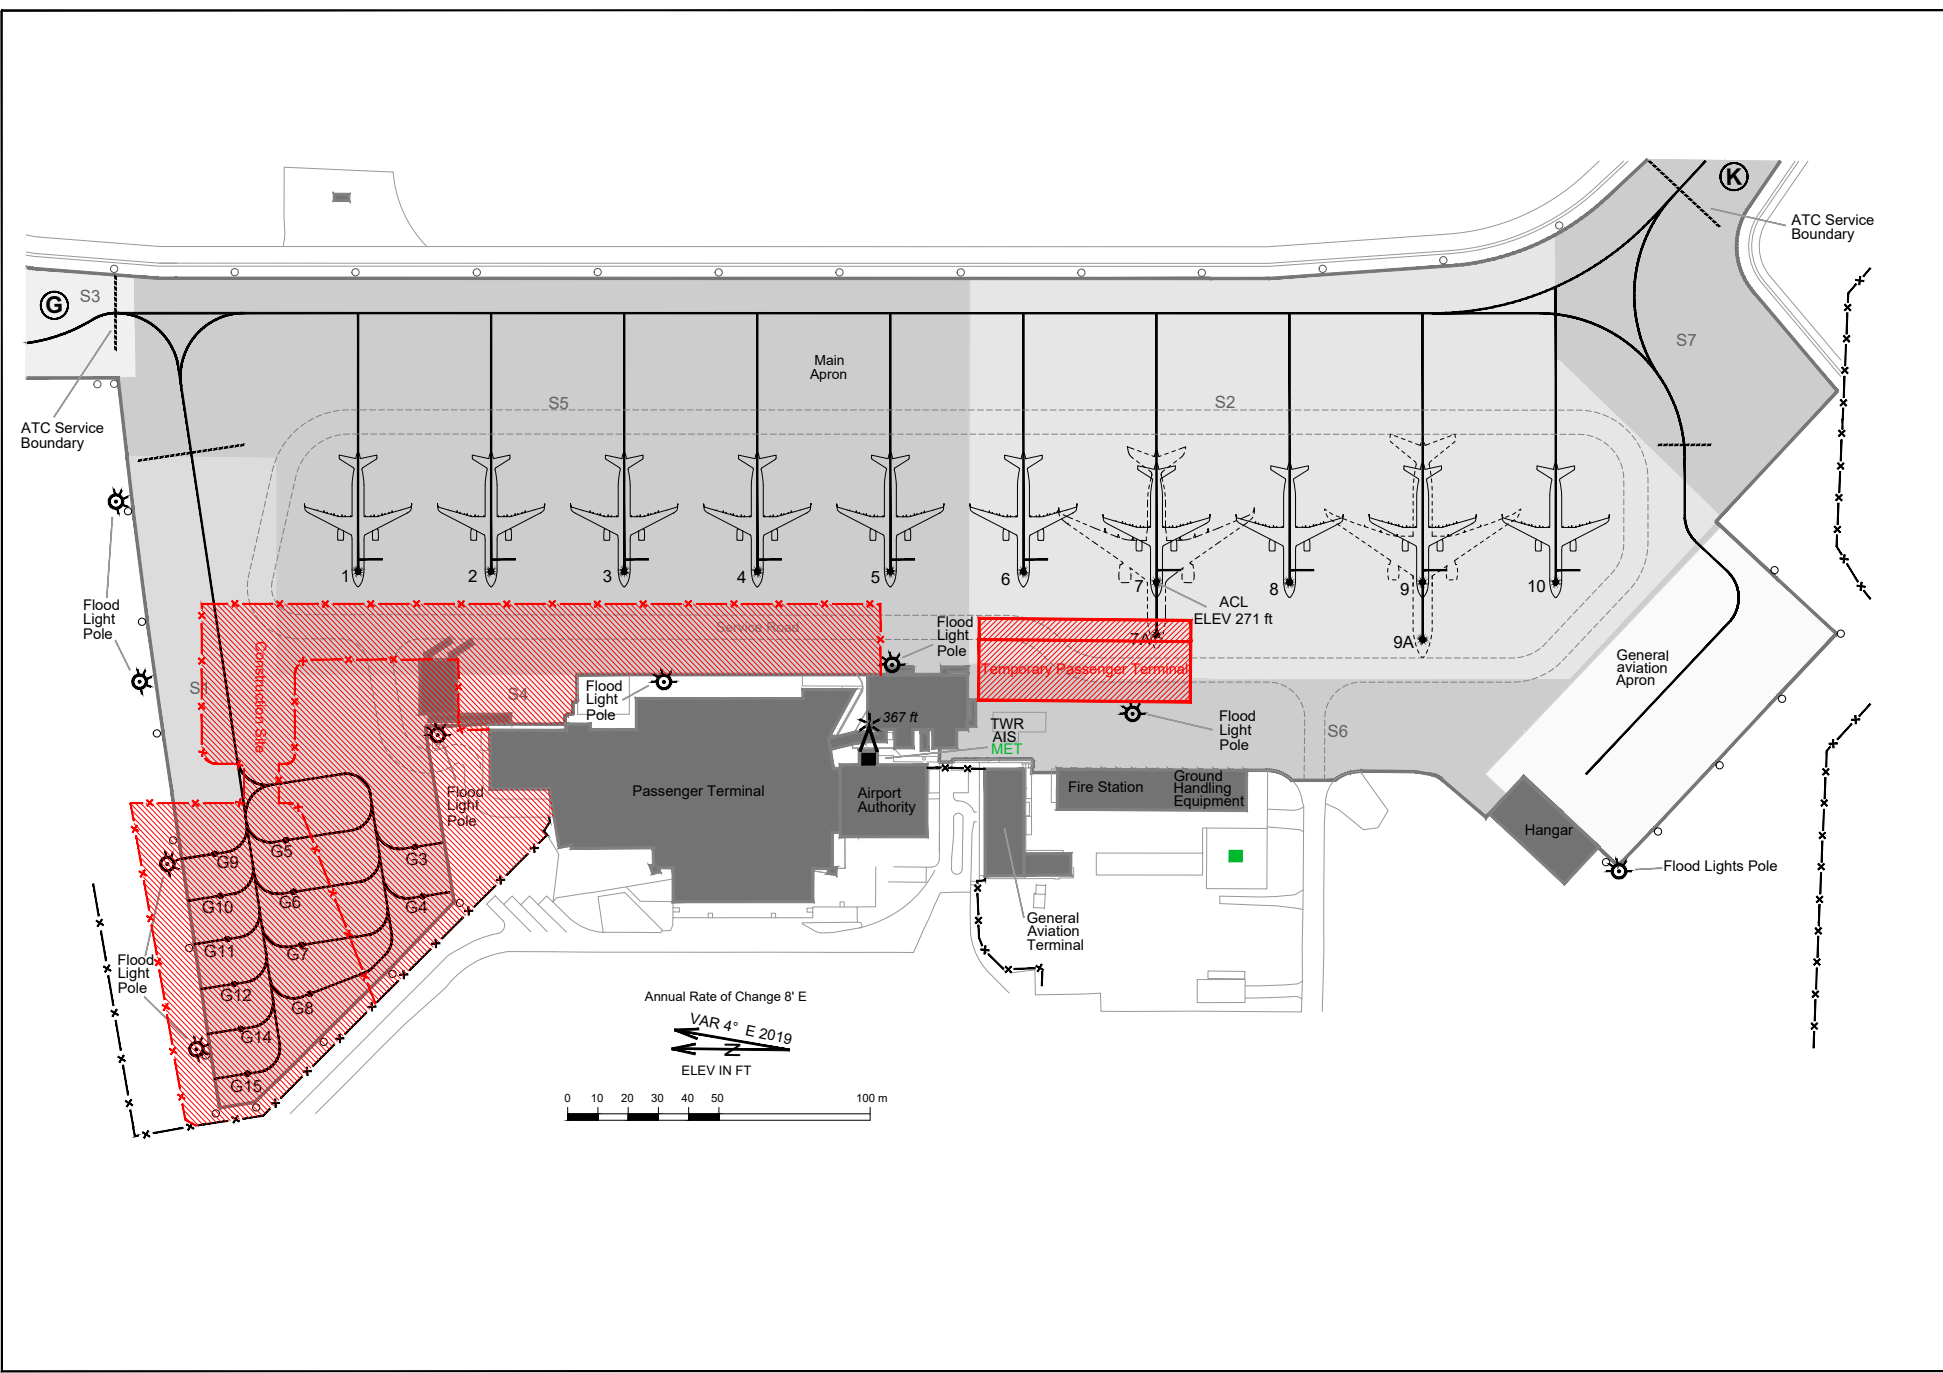 K
ATC Service
Boundary
S3
G
S7
Main
Apron
S5
S2
ATC Service
Boundary
1
2
3
4
5
6
7
8
9
10
ACL
ELEV 271 ft
Flood
Light
Pole
Service Road
Flood
Light
Pole
7A
9A
Construction Site
Temporary Passenger Terminal
General
aviation
Apron
S1
S4
Flood
Light
Pole
367 ft
TWR
AIS
MET
Flood
Light
Pole
S6
Flood
Light
Pole
Passenger Terminal
Airport
Authority
Fire Station
Ground
Handling
Equipment
Hangar
Flood Lights Pole
G9
G5
G3
G10
G6
G4
G11
G7
G12
G8
G14
G15
Flood
Light
Pole
General
Aviation
Terminal
Annual Rate of Change 8' E
VAR 4° E 2019
N
ELEV IN FT
0 10 20 30 40 50 100 m